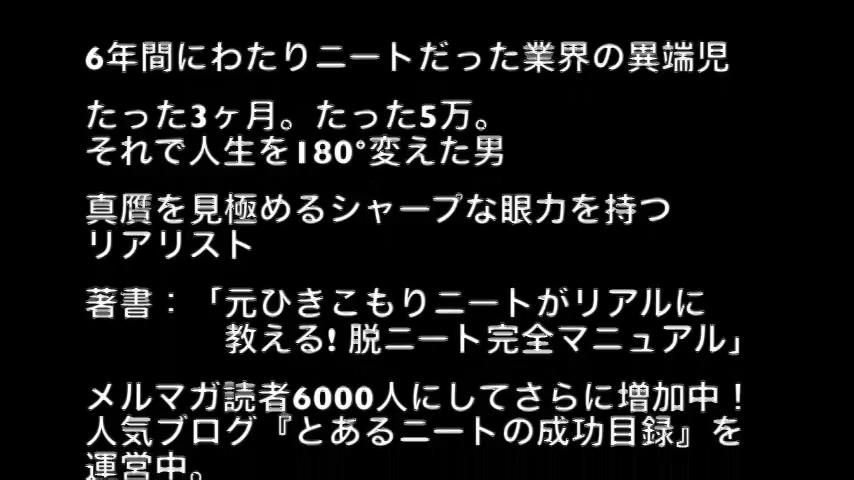 6年間にわたりニートだった業界の異端児
たった3ヶ月。たった5万。
それで人生を180°変えた男
真贋を見極めるシャープな眼力を持つ
リアリスト
著書：「元ひきこもりニートがリアルに
教える! 脱ニート完全マニュアル」
メルマガ読者6000人にしてさらに増加中！
人気ブログ『とあるニートの成功目録』を
運営中。